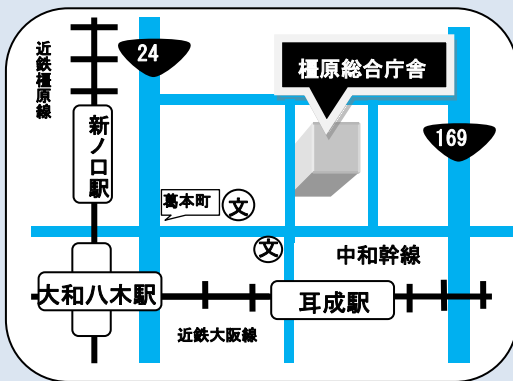 近鉄橿原線
24
橿原総合庁舎
169
新ノ口駅
葛本町
文
文
中和幹線
大和八木駅
耳成駅
近鉄大阪線